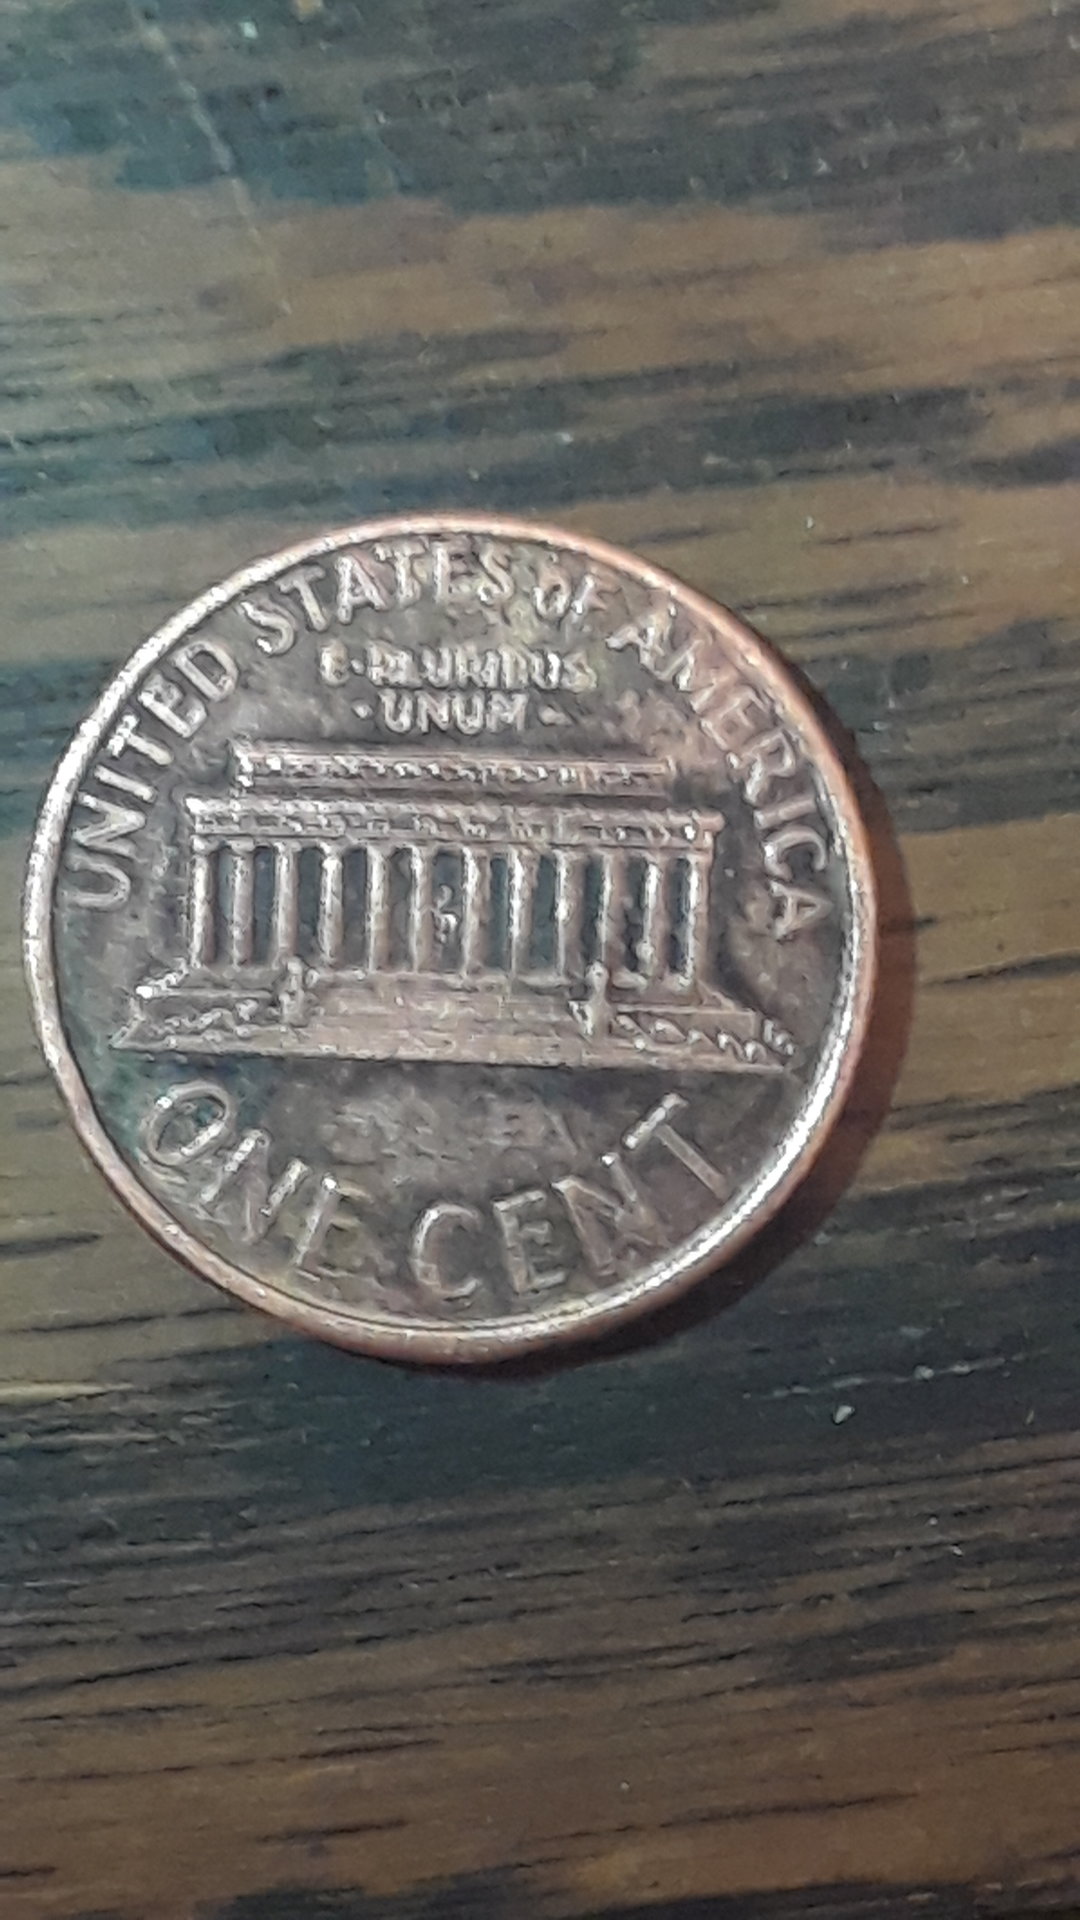 UNITED STATES OF AMERICA
E·PLURIBUS
·UNUM·
ONE CENT